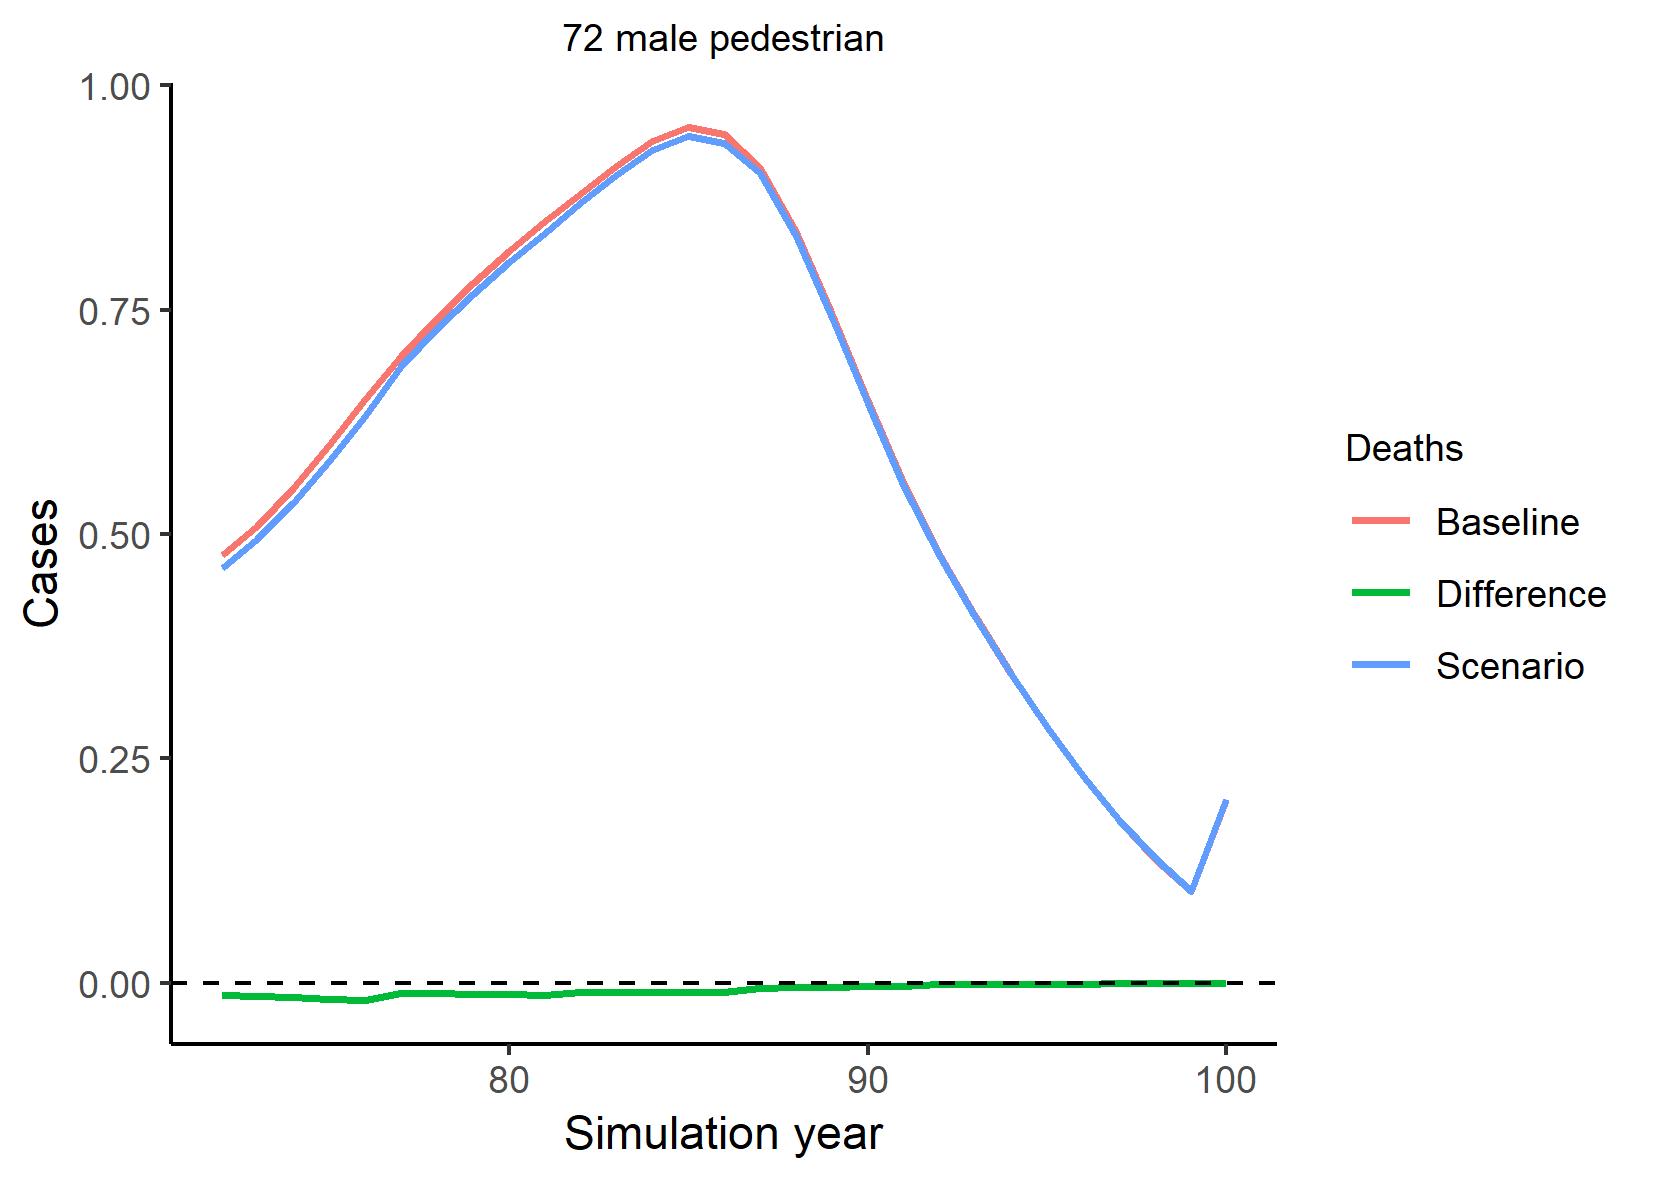 72 male pedestrian
1.00
0.75
0.50
0.25
0.00
Cases
80 90 100
Simulation year
Deaths
Baseline
Difference
Scenario